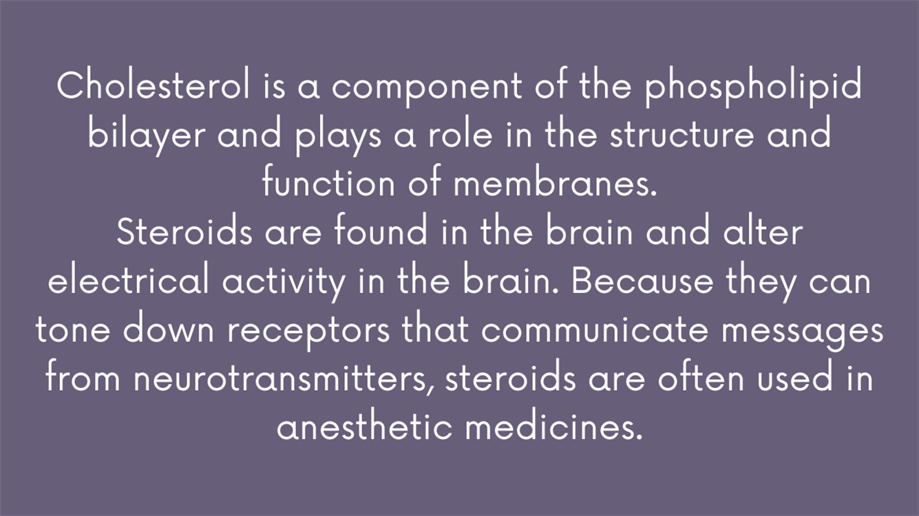 Cholesterol is a component of the phospholipid
bilayer and plays a role in the structure and
function of membranes.
Steroids are found in the brain and alter
electrical activity in the brain. Because they can
tone down receptors that communicate messages
from neurotransmitters, steroids are often used in
anesthetic medicines.